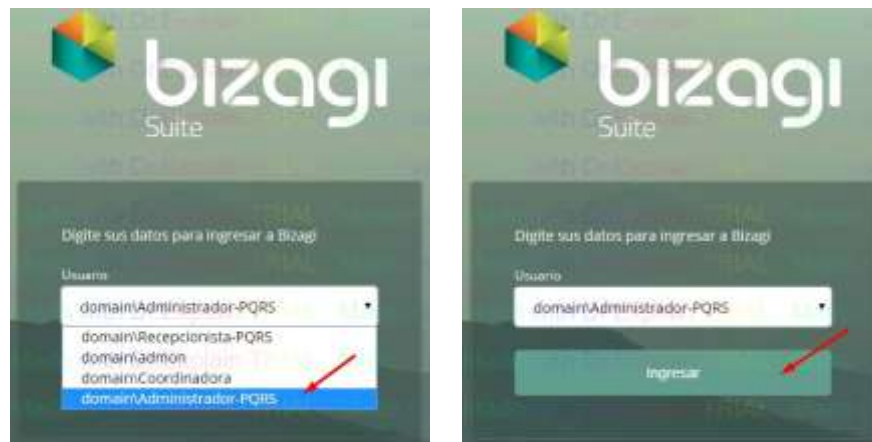 bizagi
Suite
Digite sus datos para ingresar a Bizagi
Usuario
domain\Administrador-PQRS
domain\Recepcionista-PQRS
domain\admon
domain\Coordinadora
domain\Administrador-PQRS
bizagi
Suite
Digite sus datos para ingresar a Bizagi
Usuario
domain\Administrador-PQRS
Ingresar